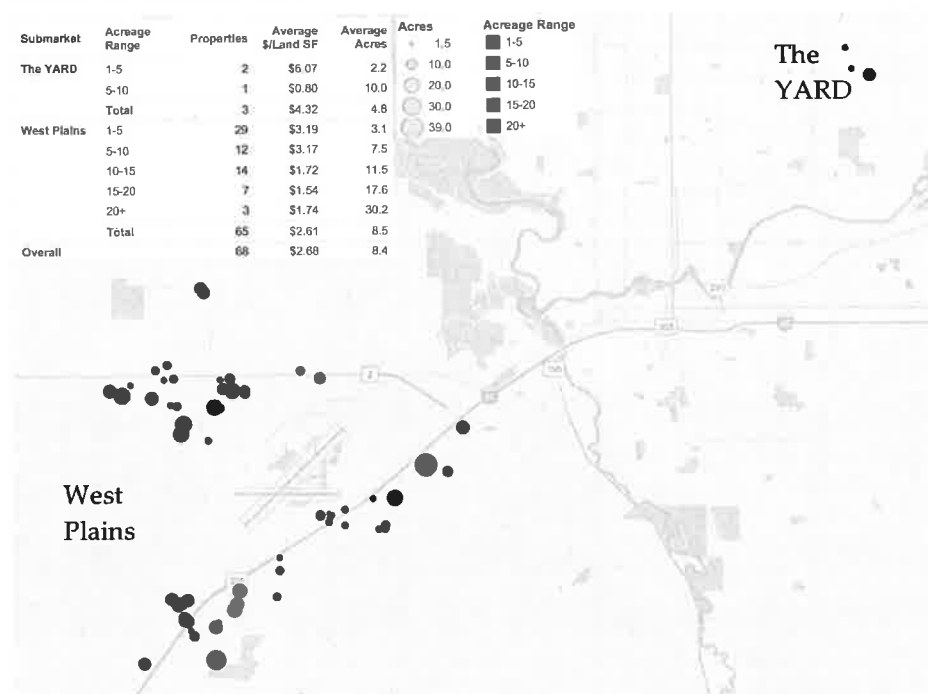 Submarket Acreage Range Properties Average $/Land SF Average Acres
The YARD 1-5 2 $6.07 2.2
5-10 1 $0.80 10.0
Total 3 $4.32 4.8
West Plains 1-5 29 $3.19 3.1
5-10 12 $3.17 7.5
10-15 14 $1.72 11.5
15-20 7 $1.54 17.6
20+ 3 $1.74 30.2
Total 65 $2.61 8.5
Overall 68 $2.68 8.4
Acres
1.5
10.0
20.0
30.0
39.0
Acreage Range
1-5
5-10
10-15
15-20
20+
The
YARD
2
West
Plains